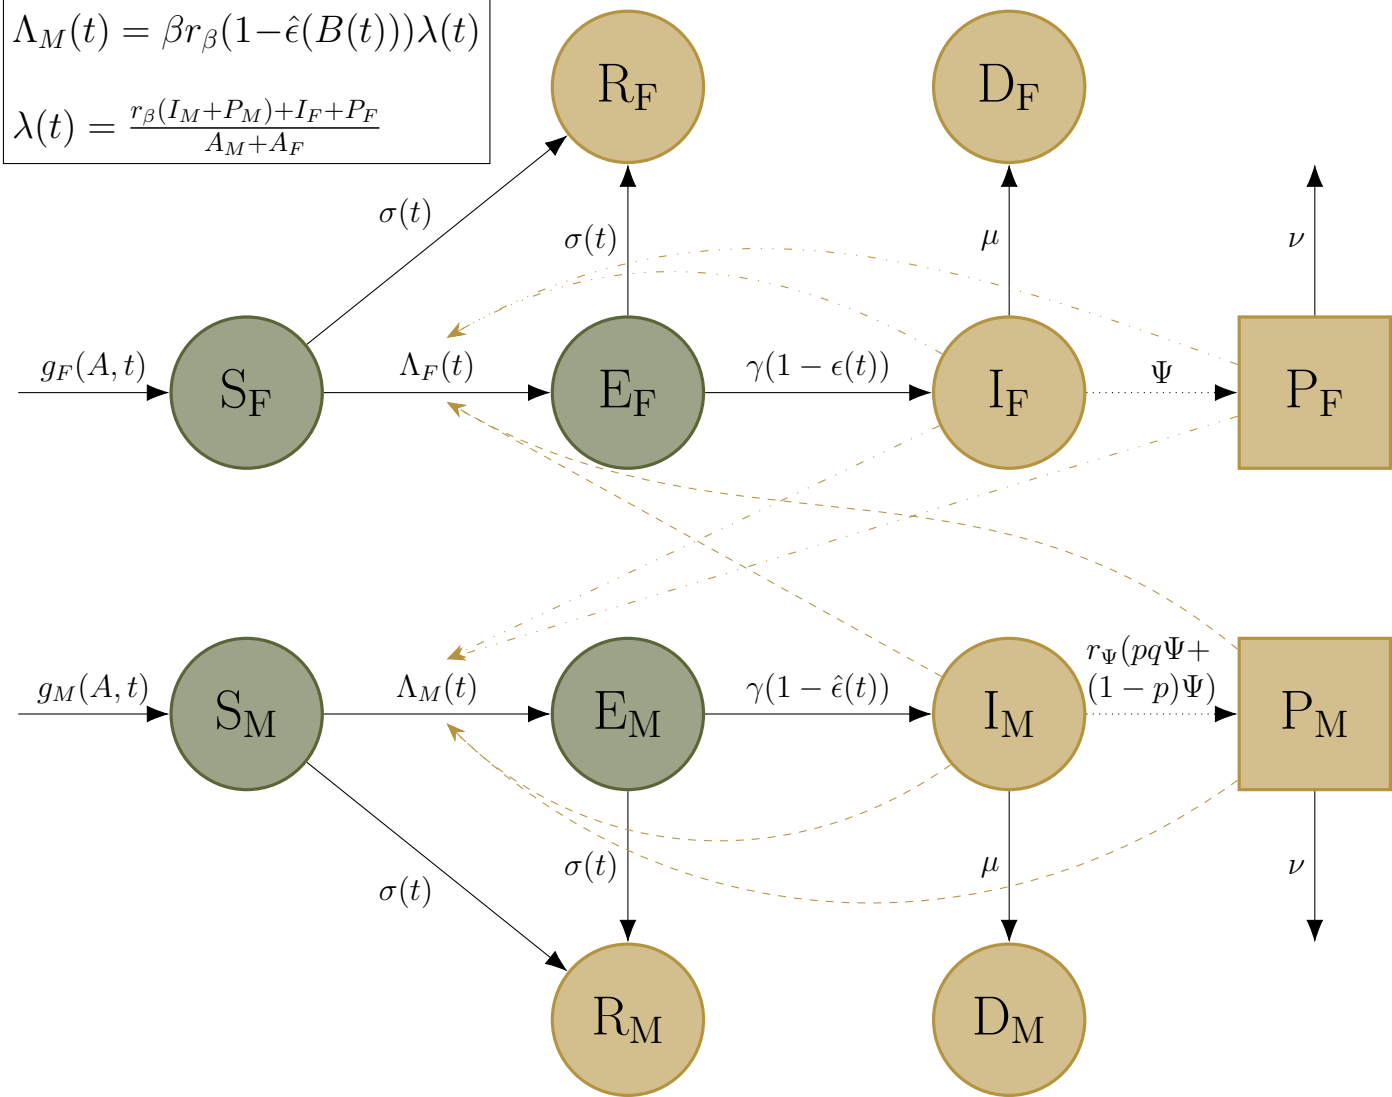 Λ_M(t) = βr_β(1−ε̂(B(t)))λ(t)
λ(t) = \frac{r_β(I_M+P_M)+I_F+P_F}{A_M+A_F}
R_F
D_F
σ(t)
σ(t)
μ
ν
g_F(A, t)
S_F
Λ_F(t)
E_F
γ(1 − ϵ(t))
I_F
Ψ
P_F
g_M(A, t)
S_M
Λ_M(t)
E_M
γ(1 − ϵ̂(t))
I_M
r_Ψ(pqΨ+
(1 − p)Ψ)
P_M
σ(t)
σ(t)
μ
ν
R_M
D_M